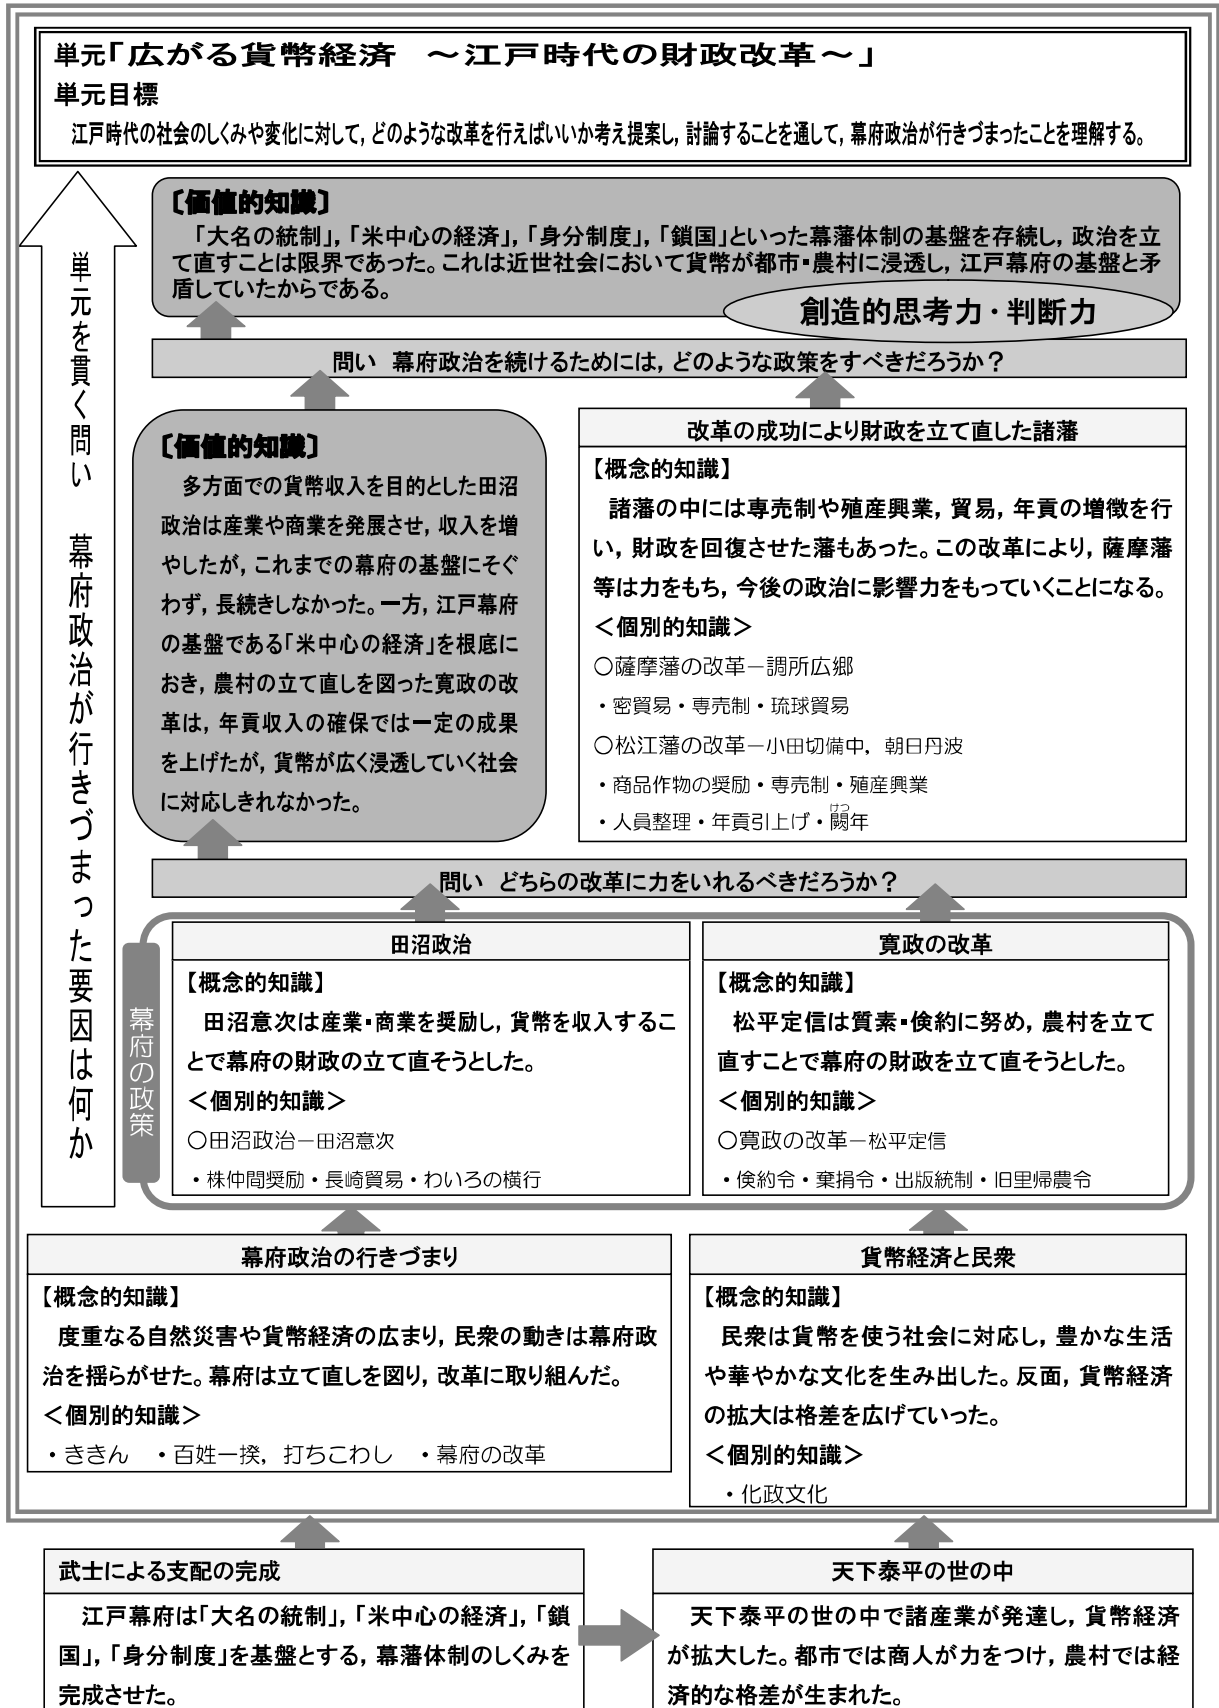 単元「広がる貨幣経済　～江戸時代の財政改革～」
単元目標
江戸時代の社会のしくみや変化に対して，どのような改革を行えばいいか考え提案し，討論することを通して，幕府政治が行きづまったことを理解する。
単元を貫く問い　幕府政治が行きづまった要因は何か
〔価値的知識〕
「大名の統制」，「米中心の経済」，「身分制度」，「鎖国」といった幕藩体制の基盤を存続し，政治を立
て直すことは限界であった。これは近世社会において貨幣が都市・農村に浸透し，江戸幕府の基盤と矛
盾していたからである。
創造的思考力・判断力
問い　幕府政治を続けるためには，どのような政策をすべきだろうか？
〔価値的知識〕
多方面での貨幣収入を目的とした田沼
政治は産業や商業を発展させ，収入を増
やしたが，これまでの幕府の基盤にそぐ
わず，長続きしなかった。一方，江戸幕府
の基盤である「米中心の経済」を根底に
おき，農村の立て直しを図った寛政の改
革は，年貢収入の確保では一定の成果
を上げたが，貨幣が広く浸透していく社会
に対応しきれなかった。
改革の成功により財政を立て直した諸藩
【概念的知識】
諸藩の中には専売制や殖産興業，貿易，年貢の増徴を行
い，財政を回復させた藩もあった。この改革により，薩摩藩
等は力をもち，今後の政治に影響力をもっていくことになる。
＜個別的知識＞
○薩摩藩の改革－調所広郷
・密貿易・専売制・琉球貿易
○松江藩の改革－小田切備中，朝日丹波
・商品作物の奨励・専売制・殖産興業
けつ
・人員整理・年貢引上げ・闕年
問い　どちらの改革に力をいれるべきだろうか？
幕府の政策
田沼政治
【概念的知識】
田沼意次は産業・商業を奨励し，貨幣を収入するこ
とで幕府の財政の立て直そうとした。
＜個別的知識＞
○田沼政治－田沼意次
・株仲間奨励・長崎貿易・わいろの横行
寛政の改革
【概念的知識】
松平定信は質素・倹約に努め，農村を立て
直すことで幕府の財政を立て直そうとした。
＜個別的知識＞
○寛政の改革－松平定信
・倹約令・棄捐令・出版統制・旧里帰農令
幕府政治の行きづまり
【概念的知識】
度重なる自然災害や貨幣経済の広まり，民衆の動きは幕府政
治を揺らがせた。幕府は立て直しを図り，改革に取り組んだ。
＜個別的知識＞
・ききん　・百姓一揆，打ちこわし　・幕府の改革
貨幣経済と民衆
【概念的知識】
民衆は貨幣を使う社会に対応し，豊かな生活
や華やかな文化を生み出した。反面，貨幣経済
の拡大は格差を広げていった。
＜個別的知識＞
・化政文化
武士による支配の完成
江戸幕府は「大名の統制」，「米中心の経済」，「鎖
国」，「身分制度」を基盤とする，幕藩体制のしくみを
完成させた。
天下泰平の世の中
天下泰平の世の中で諸産業が発達し，貨幣経済
が拡大した。都市では商人が力をつけ，農村では経
済的な格差が生まれた。